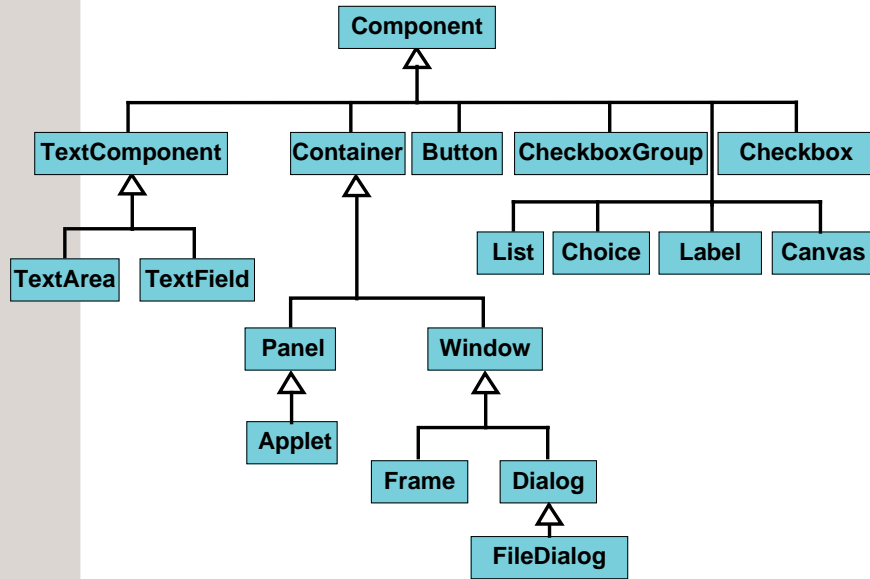 Component
TextComponent
Container
Button
CheckboxGroup
Checkbox
List
Choice
Label
Canvas
TextArea
TextField
Panel
Window
Applet
Frame
Dialog
FileDialog